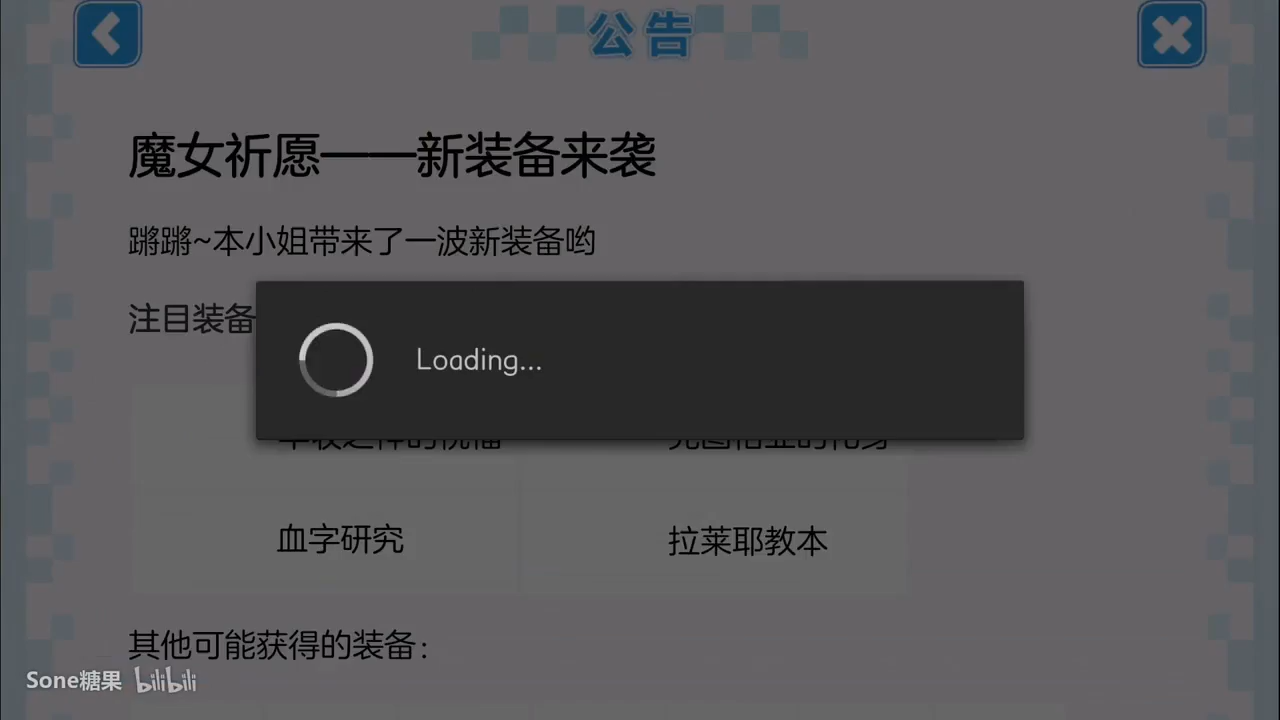 公告
魔女祈愿——新装备来袭
蹡蹡~本小姐带来了一波新装备哟
注目装备
Loading...
血字研究
拉莱耶教本
其他可能获得的装备：
Sone糖果 bilibili